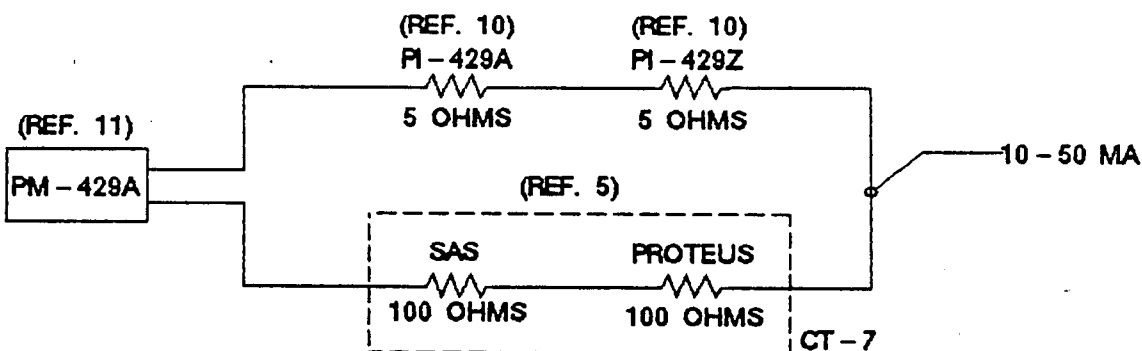 (REF. 10) (REF. 10)
PI-429A PI-429Z
5 OHMS 5 OHMS
(REF. 11)
PM-429A
10-50 MA
(REF. 5)
SAS PROTEUS
100 OHMS 100 OHMS
CT-7